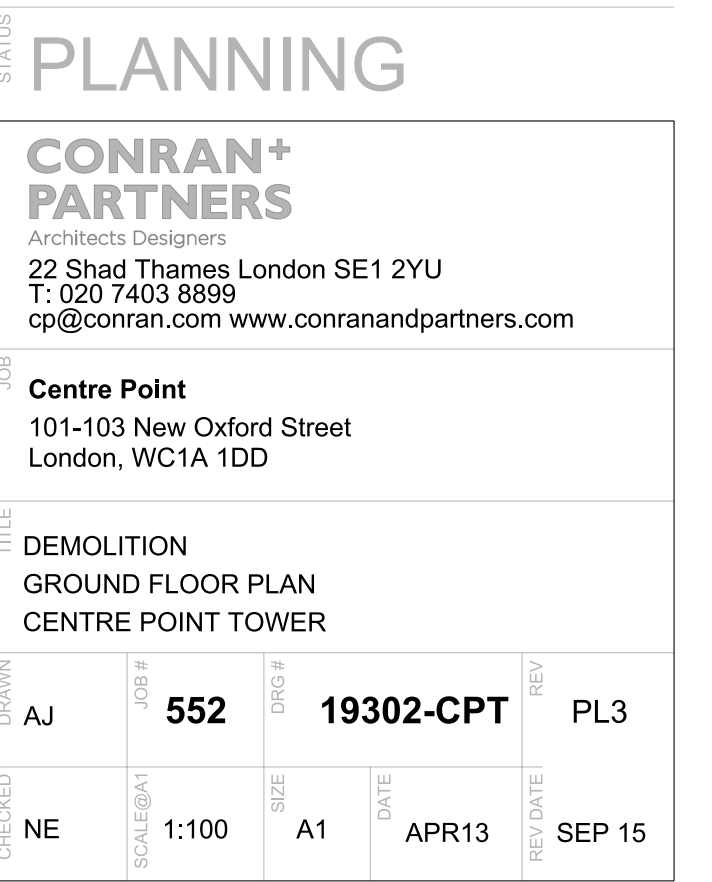 STATUS
PLANNING
CONRAN+
PARTNERS
Architects Designers
22 Shad Thames London SE1 2YU
T: 020 7403 8899
cp@conran.com www.conranandpartners.com
JOB
Centre Point
101-103 New Oxford Street
London, WC1A 1DD
TITLE
DEMOLITION
GROUND FLOOR PLAN
CENTRE POINT TOWER
DRAWN AJ JOB # 552 DRG # 19302-CPT REV PL3
CHECKED NE SCALE@A1 1:100 SIZE A1 DATE APR13 REV DATE SEP 15